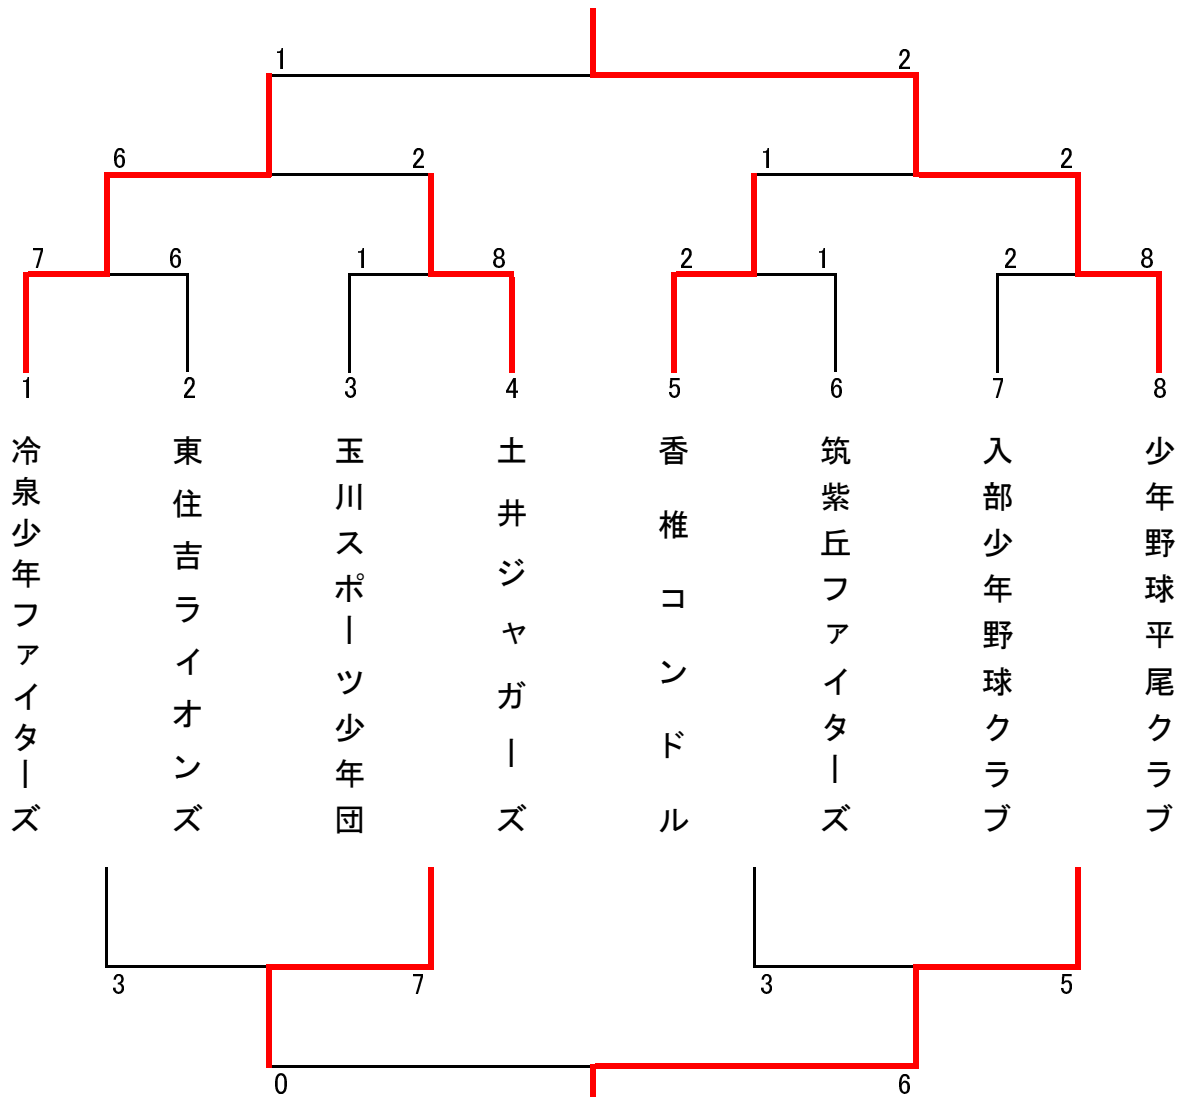 1 2
6 2 1 2
7 6 1 8 2 1 2 8
1 2 3 4 5 6 7 8
冷泉少年ファイターズ
東住吉ライオンズ
玉川スポーツ少年団
土井ジャガーズ
香椎コンドル
筑紫丘ファイターズ
入部少年野球クラブ
少年野球平尾クラブ
3 7 3 5
0 6